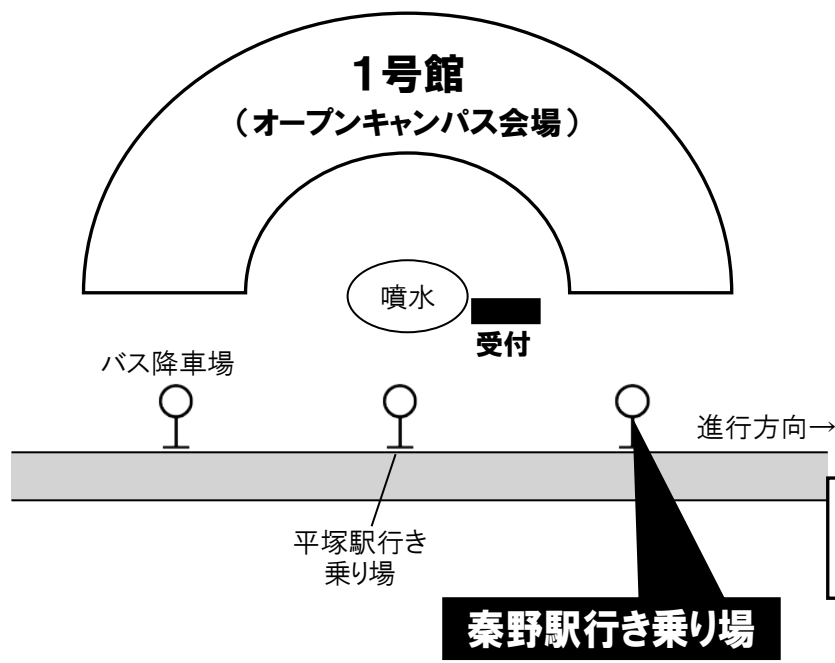 1号館
（オープンキャンパス会場）
噴水
受付
バス降車場
進行方向→
平塚駅行き
乗り場
秦野駅行き乗り場